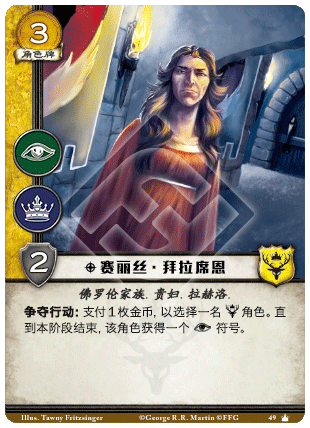 3
角色牌
2
赛丽丝·拜拉席恩
佛罗伦家族. 贵妇. 拉赫洛.
争夺行动: 支付1枚金币, 以选择一名 角色。直
到本阶段结束, 该角色获得一个 符号。
Illus. Tawny Fritzsinger ©George R.R. Martin ©FFG 49